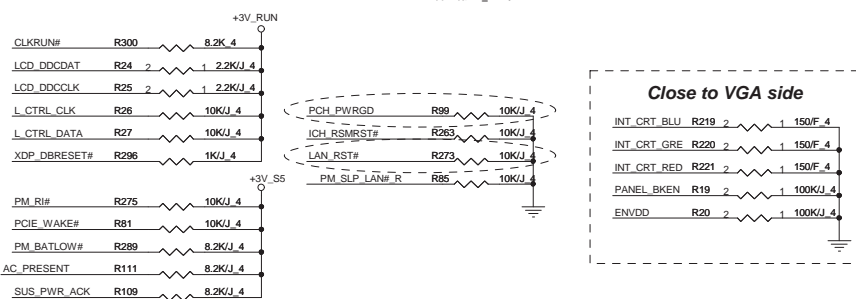 +3V_RUN
CLKRUN# R300 8.2K_4
LCD_DDCDAT R24 2 1 2.2K/J_4
LCD_DDCCLK R25 2 1 2.2K/J_4
L_CTRL_CLK R26 10K/J_4
L_CTRL_DATA R27 10K/J_4
XDP_DBRESET# R296 1K/J_4
+3V_S5
PM_RI# R275 10K/J_4
PCIE_WAKE# R81 10K/J_4
PM_BATLOW# R289 8.2K/J_4
AC_PRESENT R111 8.2K/J_4
SUS_PWR_ACK R109 8.2K/J_4
PCH_PWRGD R99 10K/J_4
ICH_RSMRST# R263 10K/J_4
LAN_RST# R273 10K/J_4
PM_SLP_LAN#_R R85 10K/J_4
Close to VGA side
INT_CRT_BLU R219 2 1 150/F_4
INT_CRT_GRE R220 2 1 150/F_4
INT_CRT_RED R221 2 1 150/F_4
PANEL_BKEN R19 2 1 100K/J_4
ENVDD R20 2 1 100K/J_4